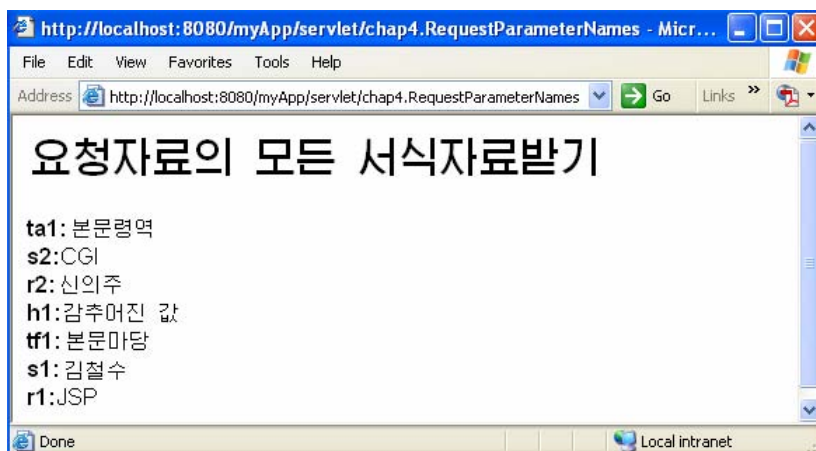 http://localhost:8080/myApp/servlet/chap4.RequestParameterNames - Micr...
File Edit View Favorites Tools Help
Address http://localhost:8080/myApp/servlet/chap4.RequestParameterNames Go Links »
요청자료의 모든 서식자료받기
ta1: 본문령역
s2:CGI
r2: 신의주
h1:감추어진 값
tf1: 본문마당
s1: 김철수
r1:JSP
Done Local intranet